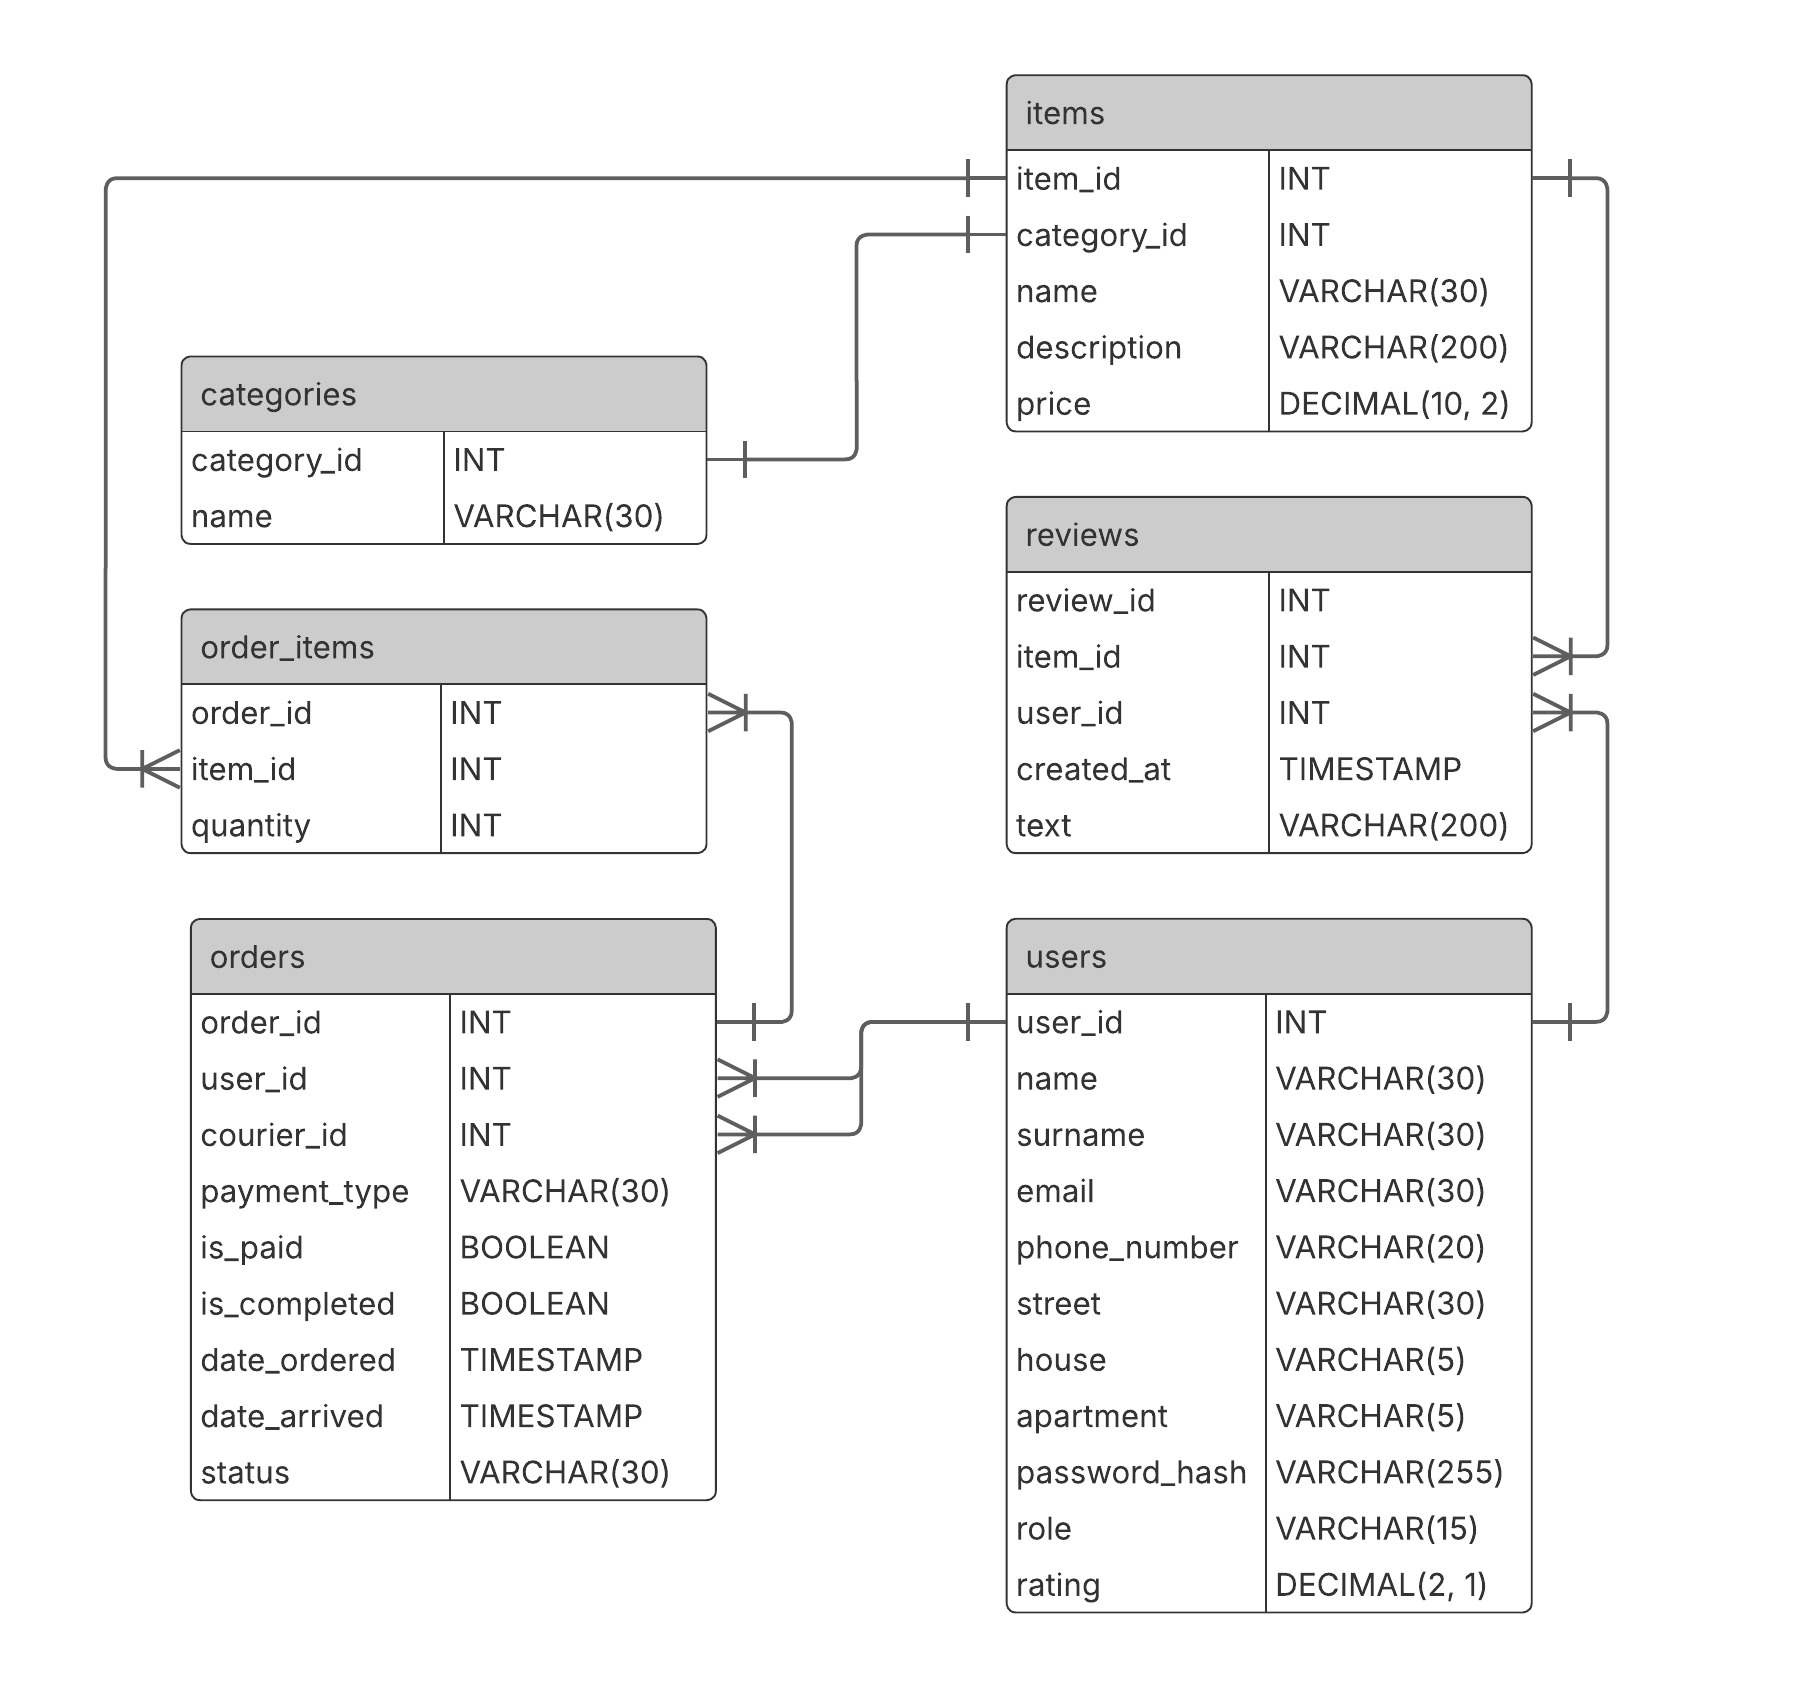 items
item_id INT
category_id INT
name VARCHAR(30)
description VARCHAR(200)
price DECIMAL(10, 2)
categories
category_id INT
name VARCHAR(30)
reviews
review_id INT
item_id INT
user_id INT
created_at TIMESTAMP
text VARCHAR(200)
order_items
order_id INT
item_id INT
quantity INT
orders
order_id INT
user_id INT
courier_id INT
payment_type VARCHAR(30)
is_paid BOOLEAN
is_completed BOOLEAN
date_ordered TIMESTAMP
date_arrived TIMESTAMP
status VARCHAR(30)
users
user_id INT
name VARCHAR(30)
surname VARCHAR(30)
email VARCHAR(30)
phone_number VARCHAR(20)
street VARCHAR(30)
house VARCHAR(5)
apartment VARCHAR(5)
password_hash VARCHAR(255)
role VARCHAR(15)
rating DECIMAL(2, 1)